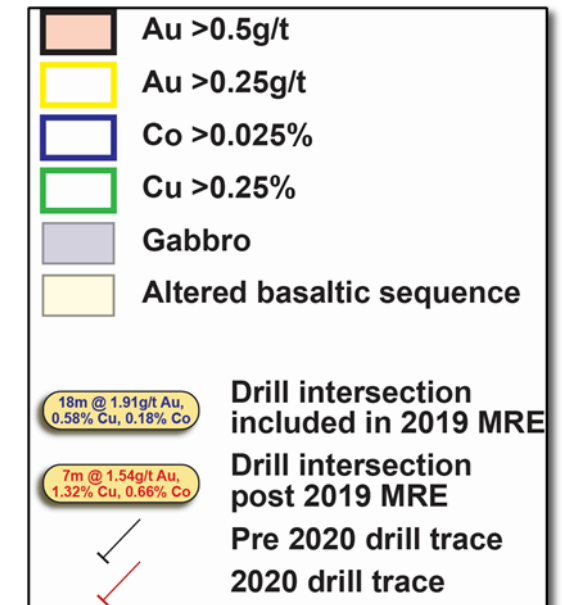 Au >0.5g/t
Au >0.25g/t
Co >0.025%
Cu >0.25%
Gabbro
Altered basaltic sequence
18m @ 1.91g/t Au,
0.58% Cu, 0.18% Co
Drill intersection
included in 2019 MRE
7m @ 1.54g/t Au,
1.32% Cu, 0.66% Co
Drill intersection
post 2019 MRE
Pre 2020 drill trace
2020 drill trace